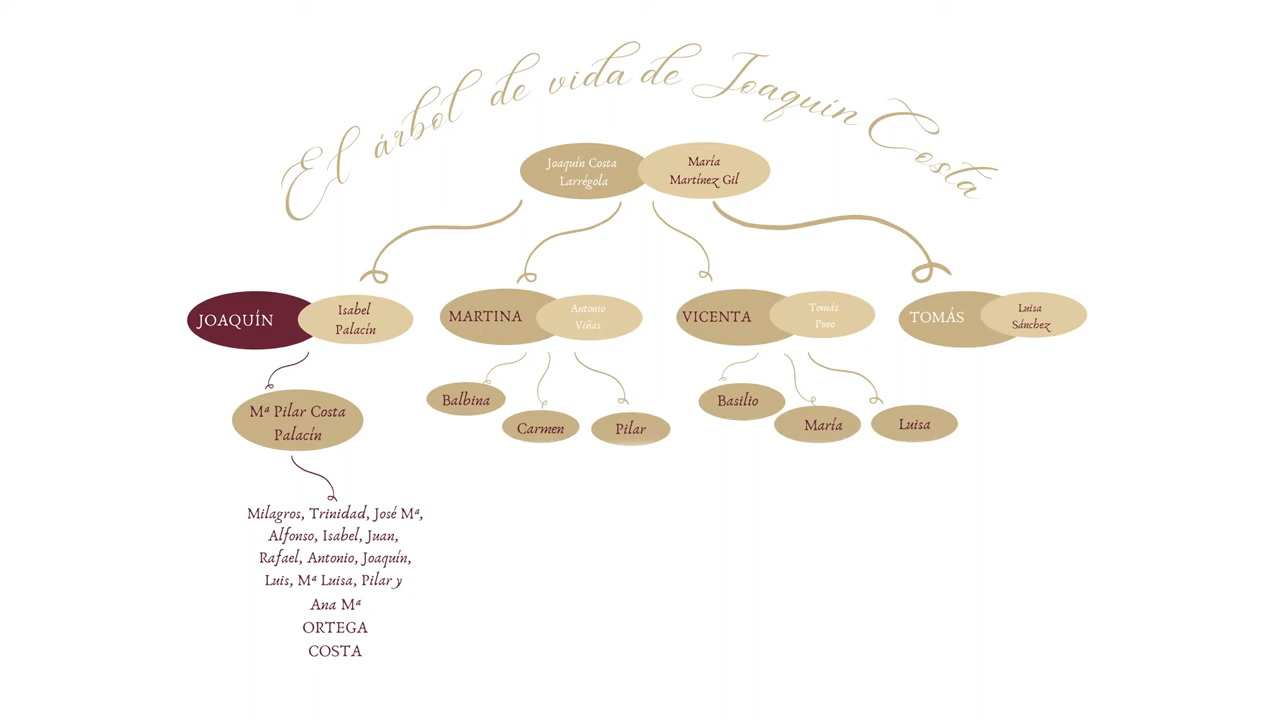 El árbol de vida de Joaquín Costa
Joaquín Costa
Larrégola
María
Martínez Gil
JOAQUÍN
Isabel
Palacín
MARTINA
Antonio
Viñas
VICENTA
Tomás
Pueo
TOMÁS
Luisa
Sánchez
Mª Pilar Costa
Palacín
Balbina
Carmen
Pilar
Basilio
María
Luisa
Milagros, Trinidad, José Mª,
Alfonso, Isabel, Juan,
Rafael, Antonio, Joaquín,
Luis, Mª Luisa, Pilar y
Ana Mª
ORTEGA
COSTA